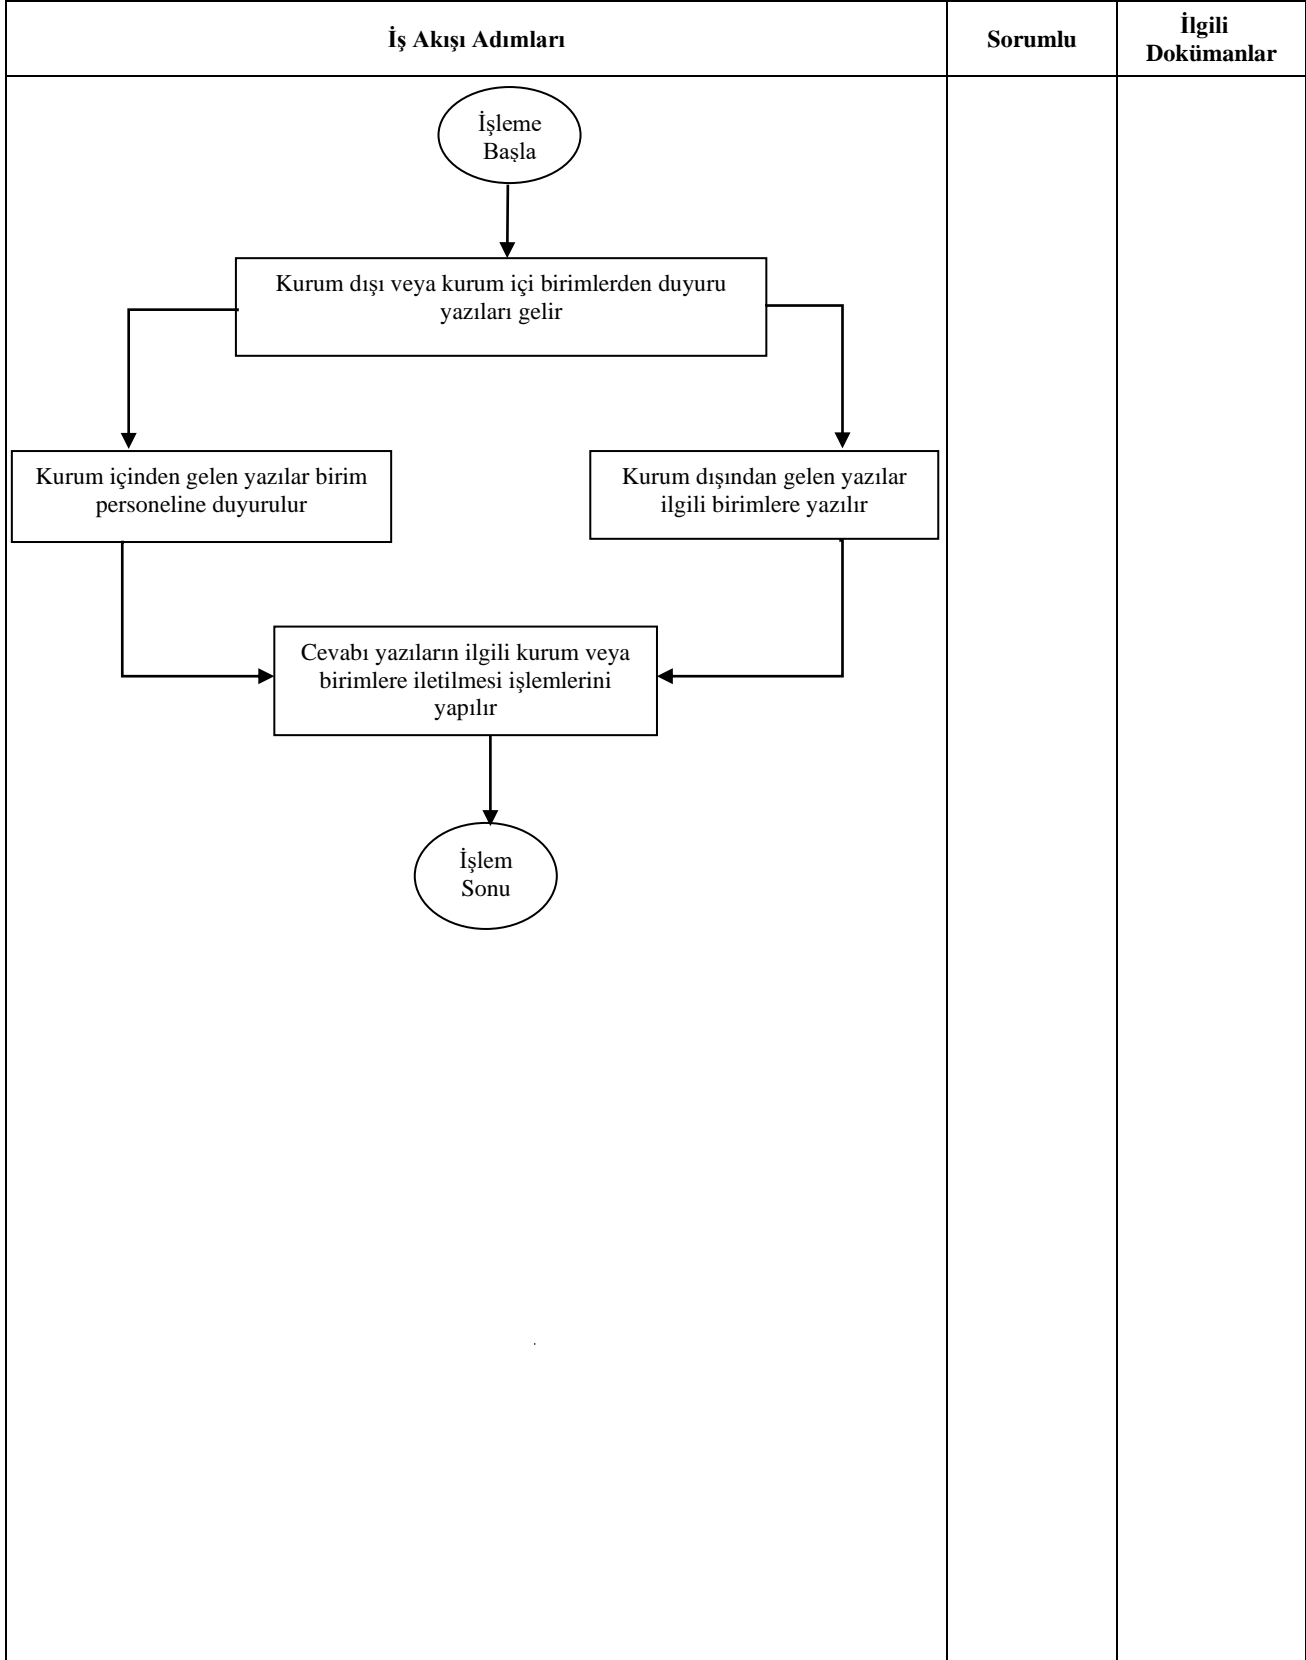 İş Akışı Adımları
Sorumlu
İlgili
Dokümanlar
İşleme
Başla
Kurum dışı veya kurum içi birimlerden duyuru
yazıları gelir
Kurum içinden gelen yazılar birim
personeline duyurulur
Kurum dışından gelen yazılar
ilgili birimlere yazılır
Cevabı yazıların ilgili kurum veya
birimlere iletilmesi işlemlerini
yapılır
İşlem
Sonu